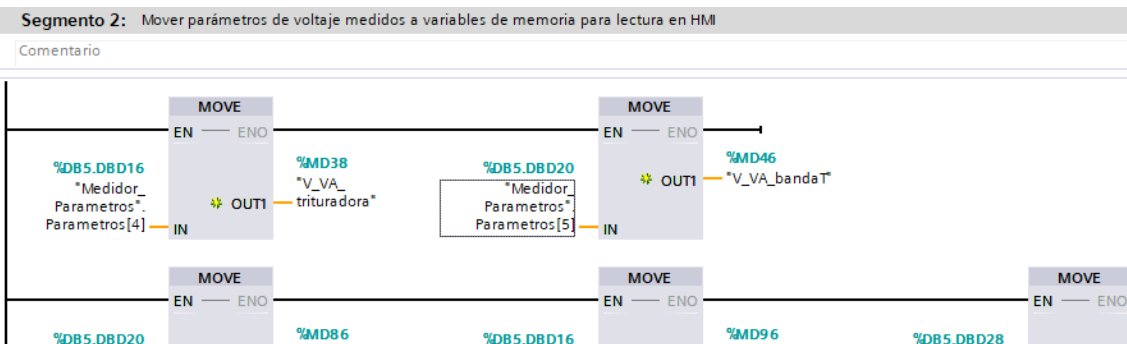 Segmento 2: Mover parámetros de voltaje medidos a variables de memoria para lectura en HMI
Comentario
MOVE MOVE
EN ENO EN ENO
%DB5.DBD16
"Medidor_
Parametros".
Parametros[4] IN
OUT1
%MD38
"V_VA_
trituradora"
%DB5.DBD20
"Medidor_
Parametros".
Parametros[5] IN
OUT1
%MD46
"V_VA_bandaT"
MOVE MOVE MOVE
EN ENO EN ENO EN ENO
%DB5.DBD20 %MD86 %DB5.DBD16 %MD96 %DB5.DBD28